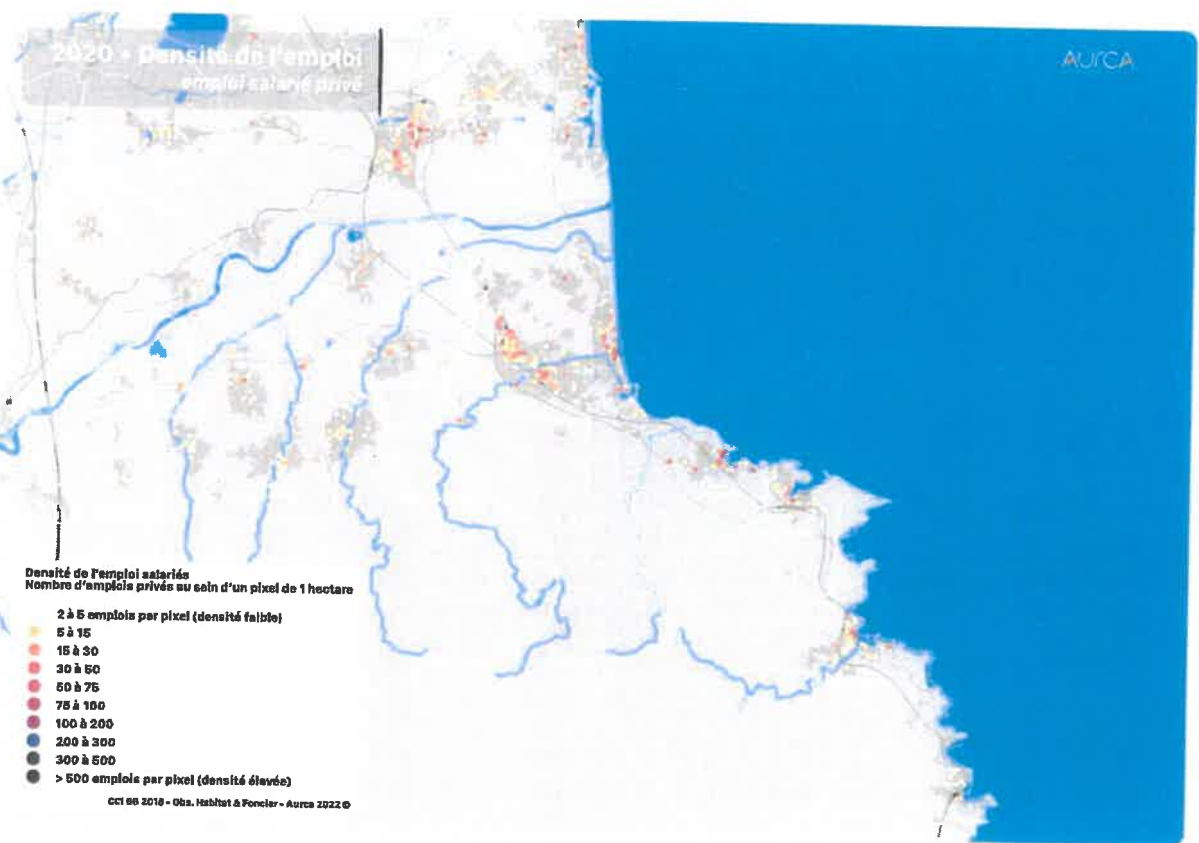 2020 • Densité de l'emploi
emploi salarié privé
AURCA
Densité de l'emploi salariés
Nombre d'emplois privés au sein d'un pixel de 1 hectare
2 à 5 emplois par pixel (densité faible)
5 à 15
15 à 30
30 à 50
50 à 75
75 à 100
100 à 200
200 à 300
300 à 500
> 500 emplois par pixel (densité élevée)
CCI 66 2018 - Obs. Habitat & Foncier - Aurca 2022 ©